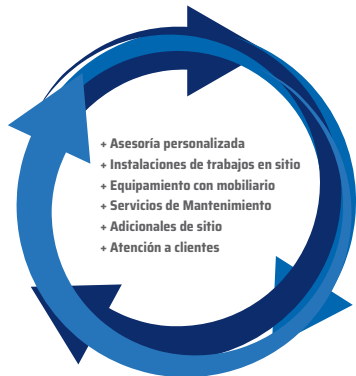 + Asesoría personalizada
+ Instalaciones de trabajos en sitio
+ Equipamiento con mobiliario
+ Servicios de Mantenimiento
+ Adicionales de sitio
+ Atención a clientes